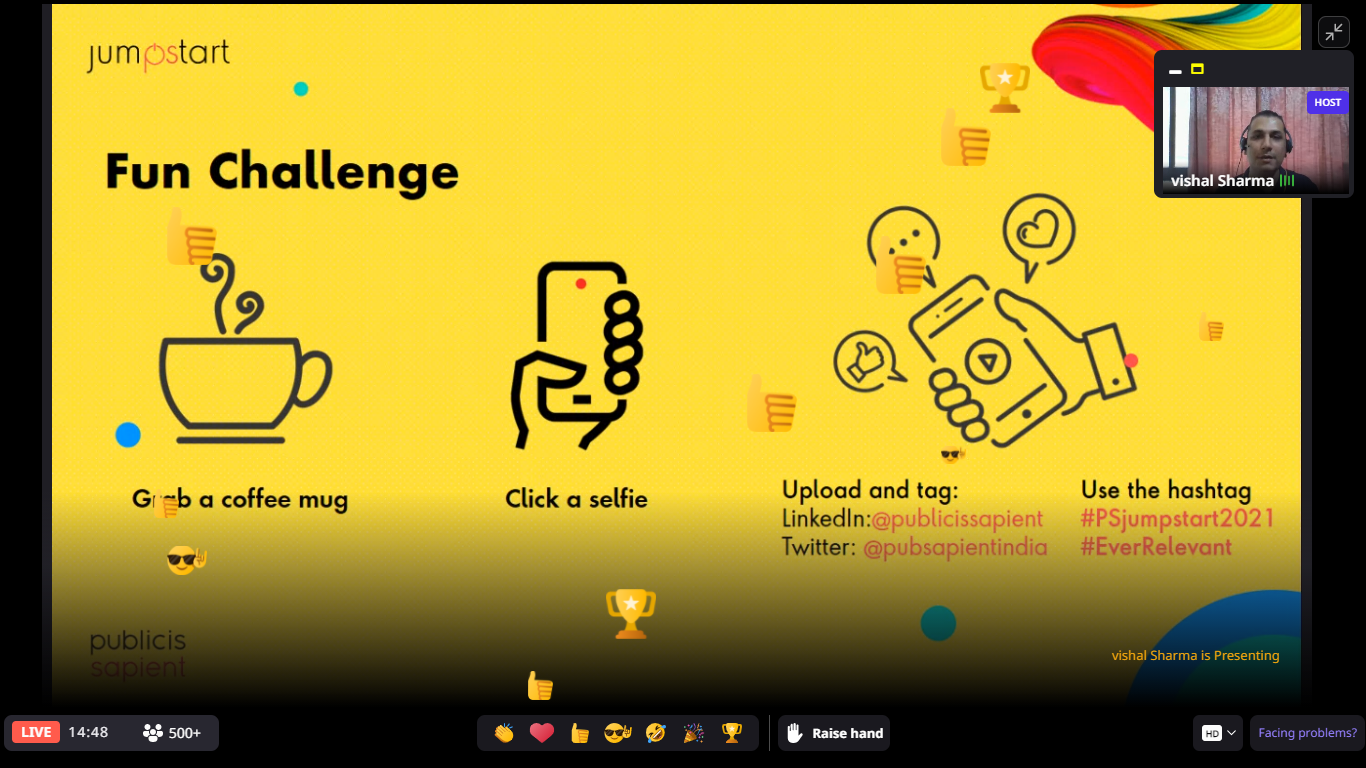 jumpstart
Fun Challenge
HOST
vishal Sharma
Grab a coffee mug
Click a selfie
Upload and tag:
LinkedIn:@publicissapient
Twitter: @pubsapientindia
Use the hashtag
#PSjumpstart2021
#EverRelevant
publicis
sapient
vishal Sharma is Presenting
LIVE 14:48 500+
Raise hand
HD
Facing problems?